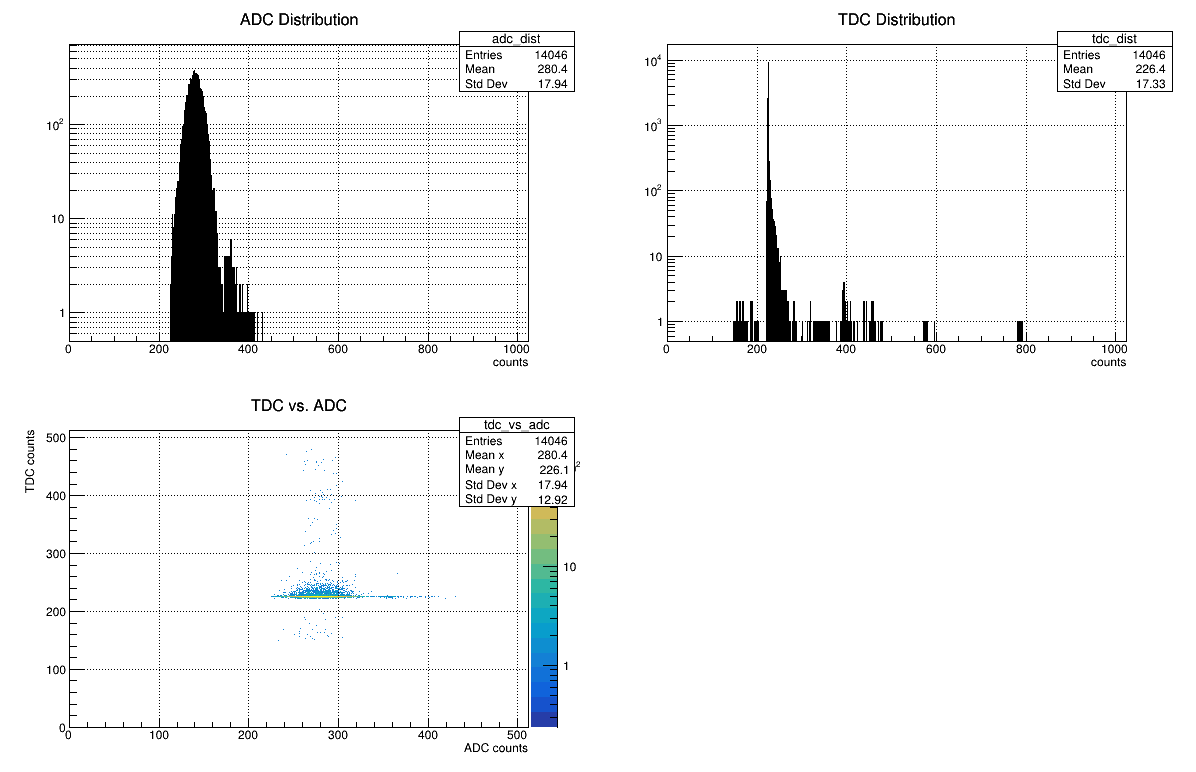 ADC Distribution
adc_dist
Entries 14046
Mean 280.4
Std Dev 17.94
10²
10
1
0 200 400 600 800 1000
counts
TDC Distribution
tdc_dist
Entries 14046
Mean 226.4
Std Dev 17.33
10⁴
10³
10²
10
1
0 200 400 600 800 1000
counts
TDC vs. ADC
tdc_vs_adc
Entries 14046
Mean x 280.4
Mean y 226.1
Std Dev x 17.94
Std Dev y 12.92
TDC counts
500
400
300
200
100
0
0 100 200 300 400 500
ADC counts
2
10
1